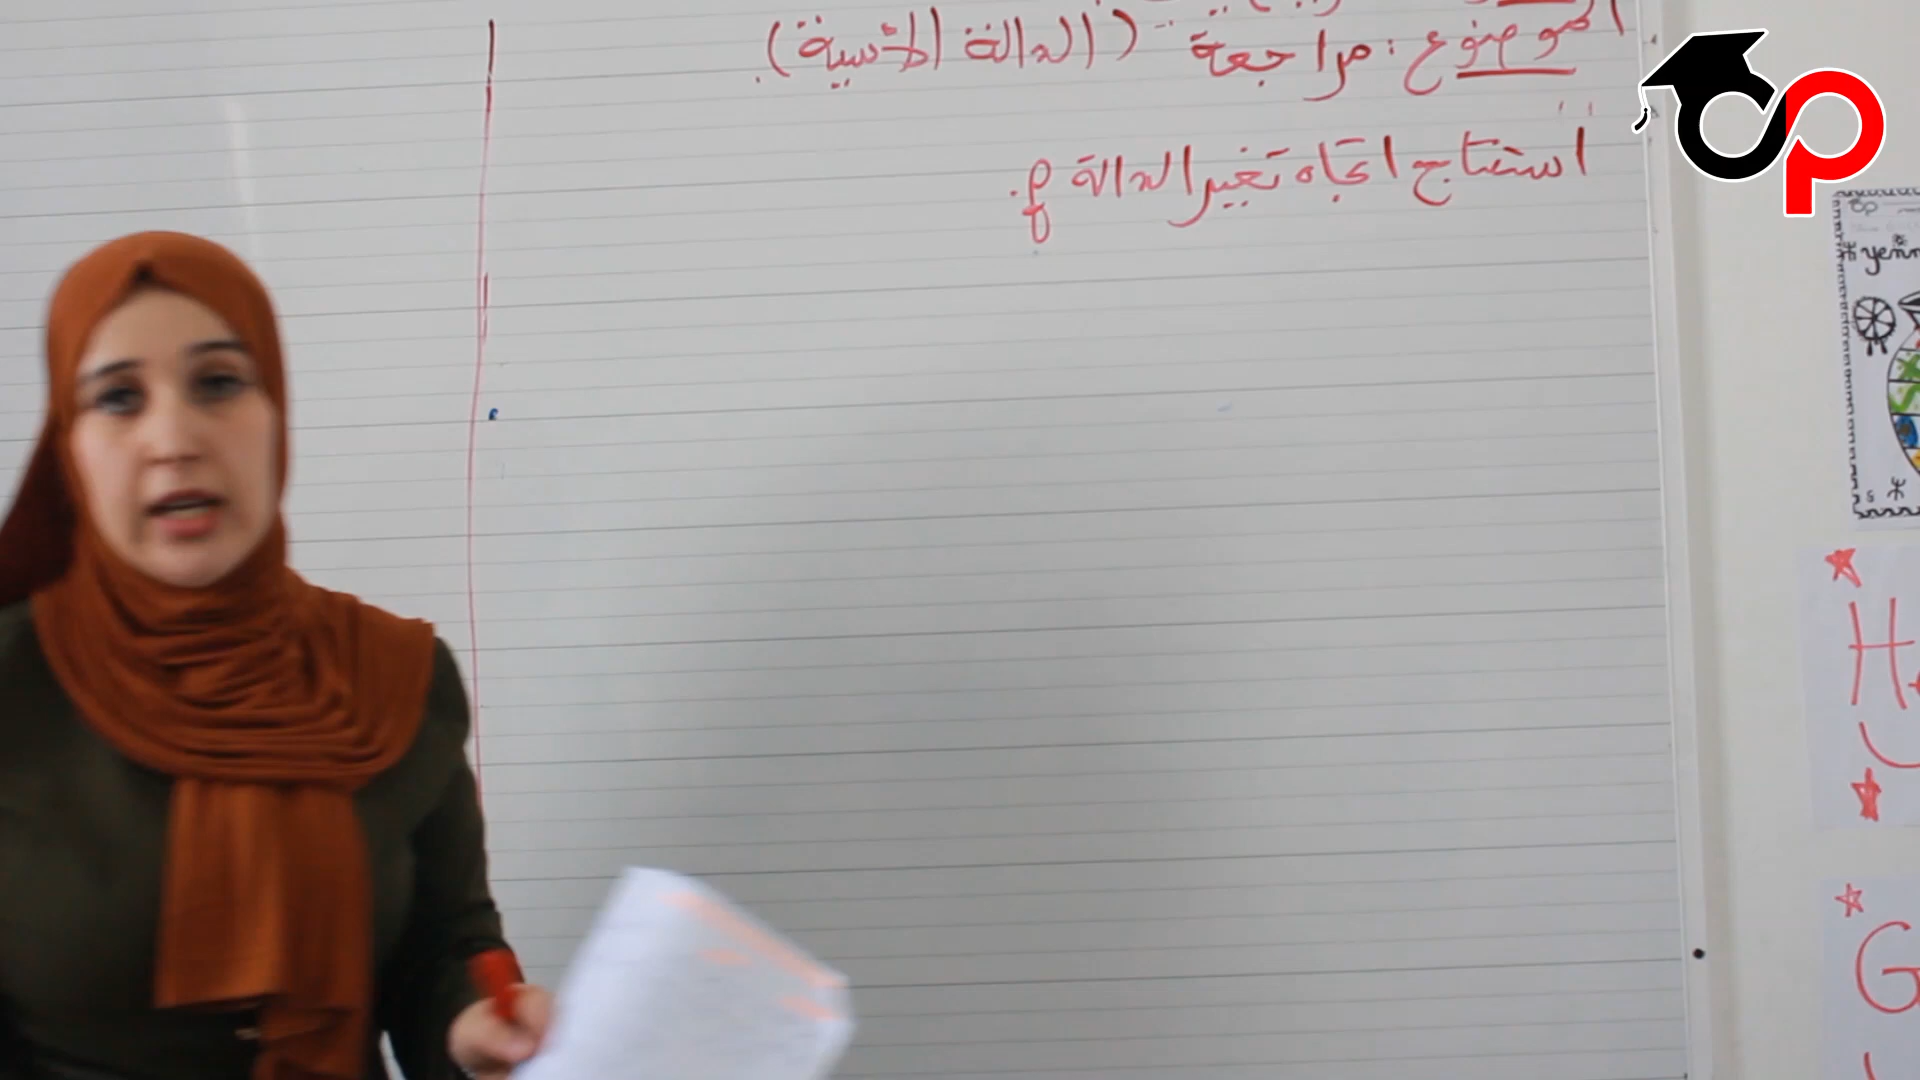 الموضوع: مراجعة (الدالة الأسية).
استنتاج اتجاه تغير الدالة f.